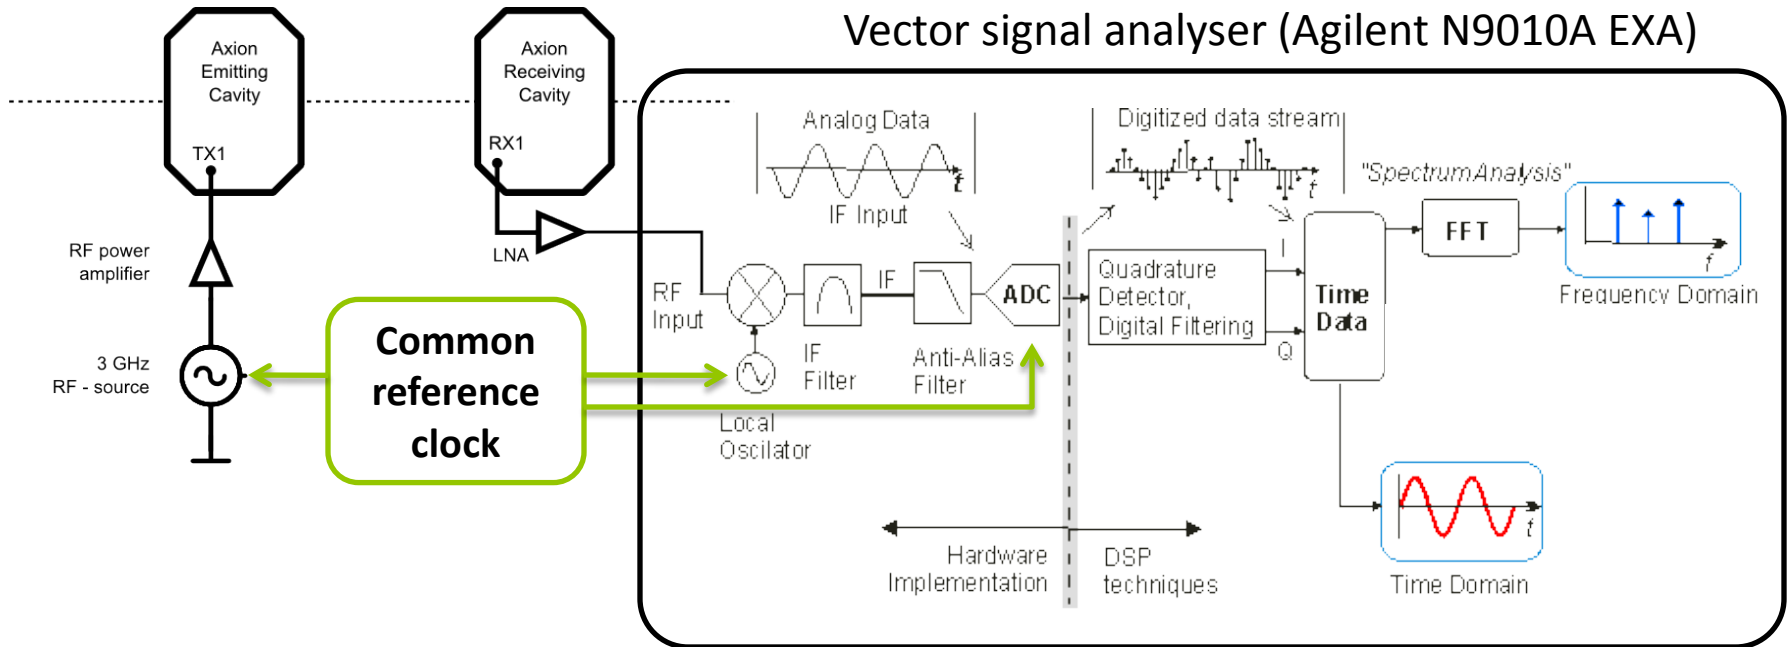 Vector signal analyser (Agilent N9010A EXA)
Axion
Emitting
Cavity
TX1
Axion
Receiving
Cavity
RX1
RF power
amplifier
LNA
3 GHz
RF - source
Common
reference
clock
Analog Data
t
IF Input
Digitized data stream
t
"SpectrumAnalysis"
RF
Input
IF
ADC
IF
Filter
Anti-Alias
Filter
Local
Oscilator
Quadrature
Detector,
Digital Filtering
I
Q
Time
Data
FFT
f
Frequency Domain
t
Time Domain
Hardware
Implementation
DSP
techniques